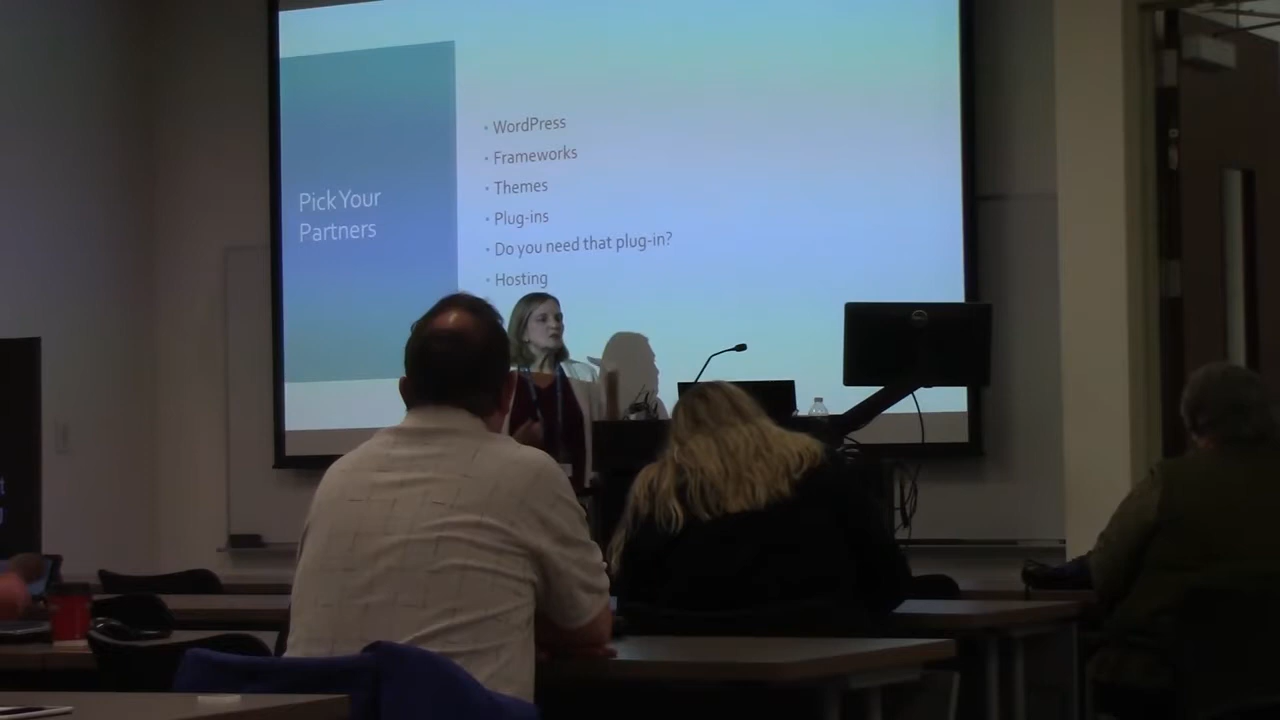 Pick Your
Partners
WordPress
Frameworks
Themes
Plug-ins
Do you need that plug-in?
Hosting